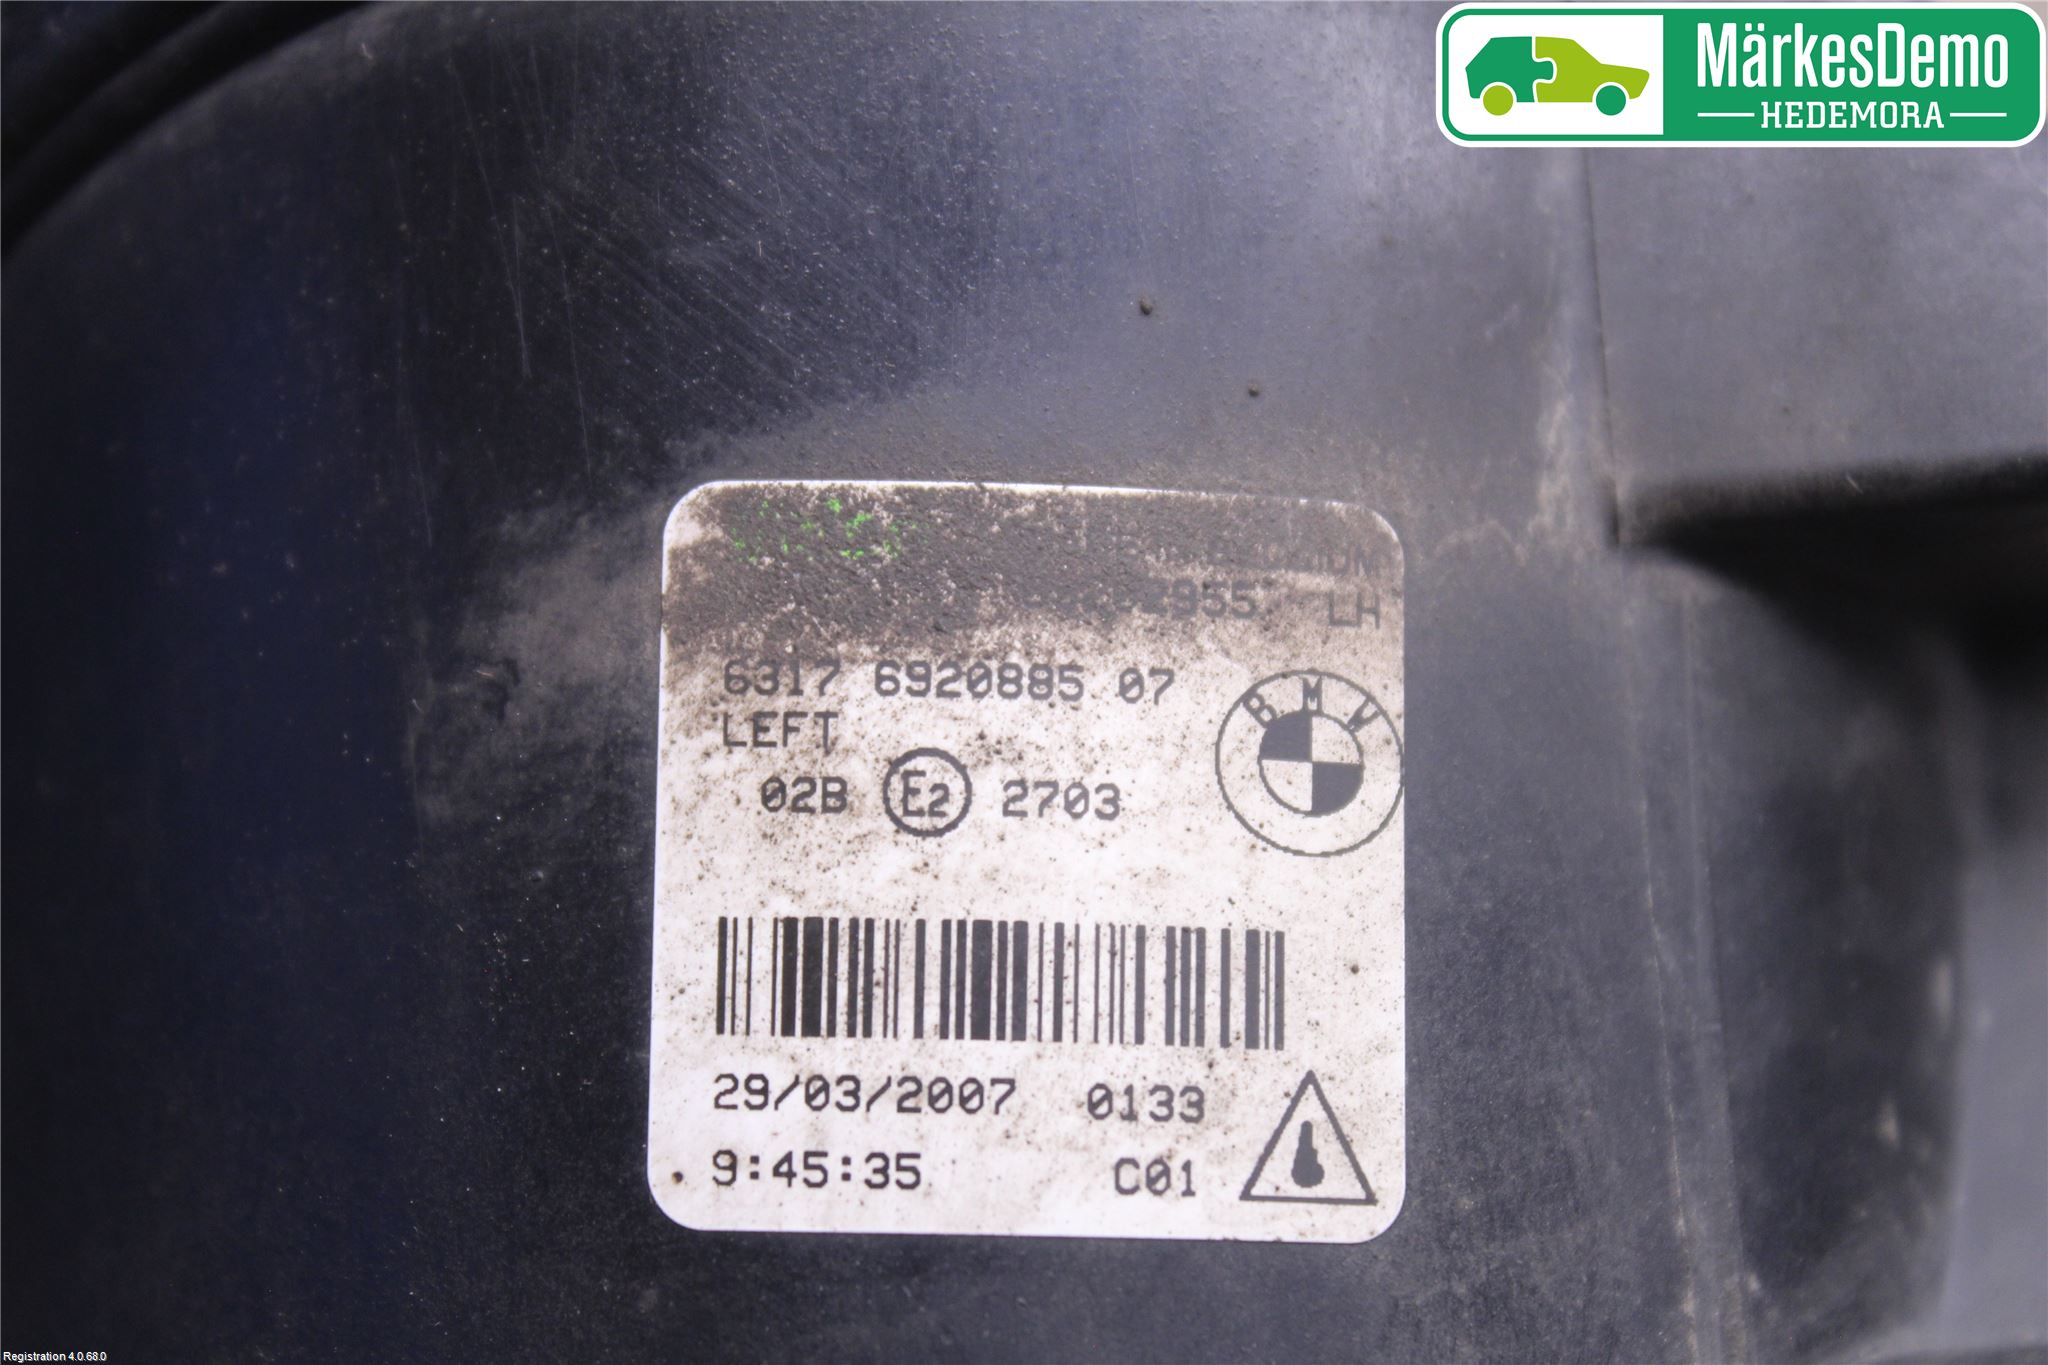 MärkesDemo
HEDEMORA
LH
6317 6920885 07
LEFT
02B E2 2703
BMW
29/03/2007 0133
9:45:35 C01
Registration 4.0.68.0